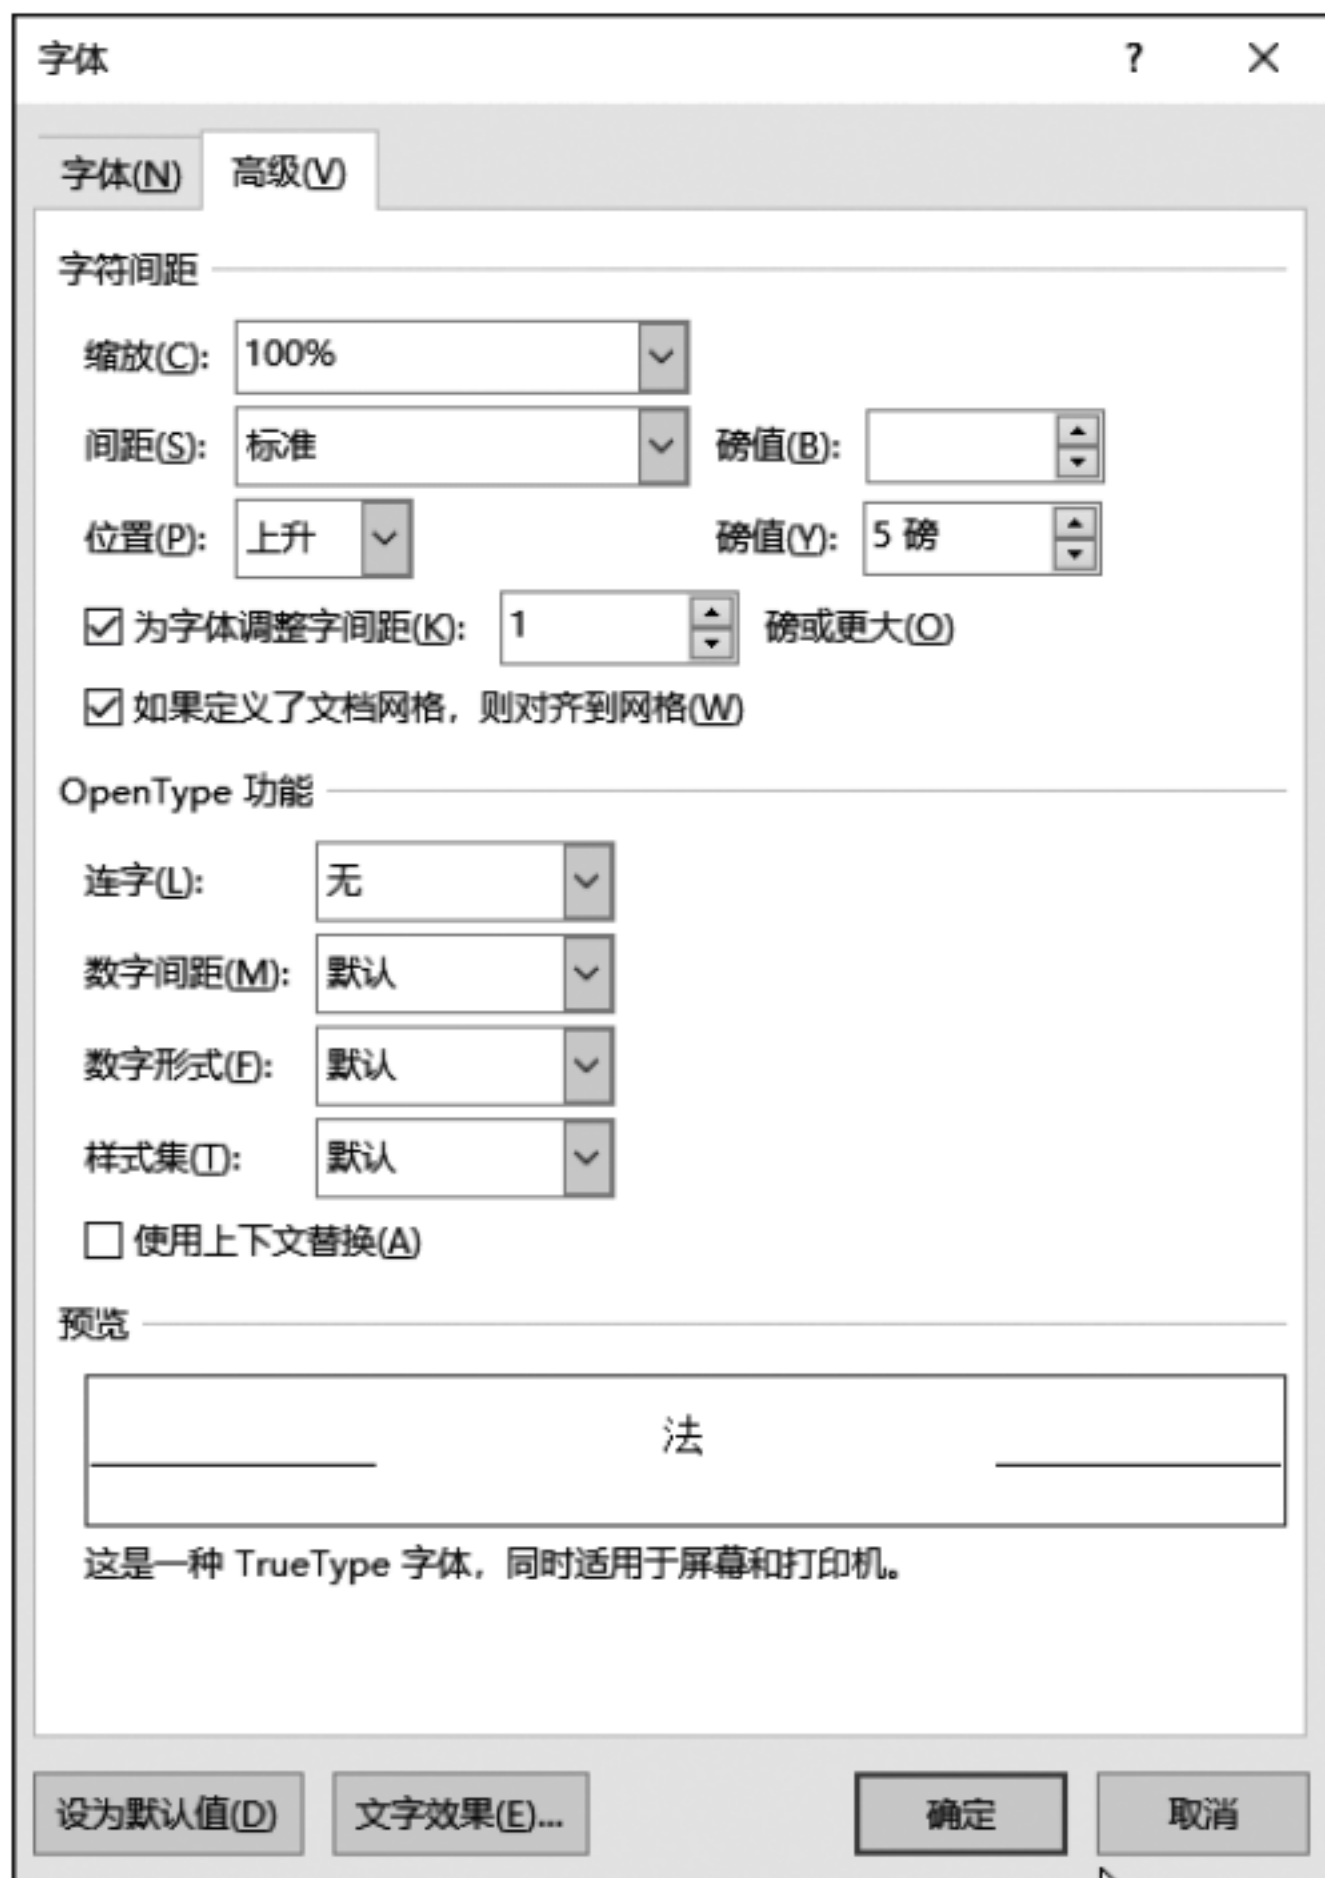 字体 ?
字体(N) 高级(V)
字符间距
缩放(C): 100%
间距(S): 标准 磅值(B):
位置(P): 上升 磅值(Y): 5 磅
为字体调整字间距(K): 1 磅或更大(O)
如果定义了文档网格，则对齐到网格(W)
OpenType 功能
连字(L): 无
数字间距(M): 默认
数字形式(F): 默认
样式集(T): 默认
使用上下文替换(A)
预览
法
这是一种 TrueType 字体，同时适用于屏幕和打印机。
设为默认值(D) 文字效果(E)... 确定 取消